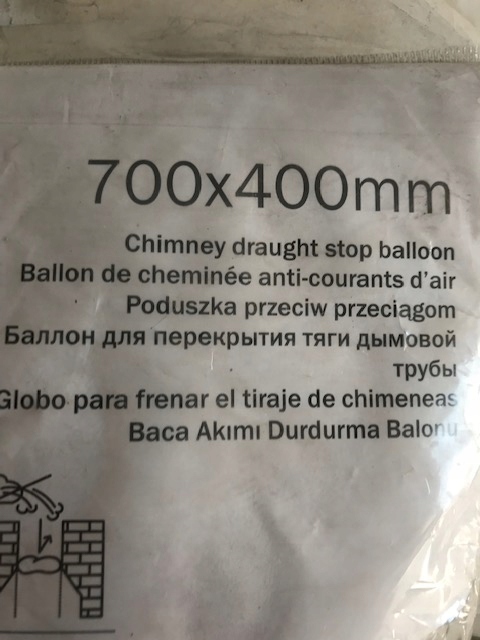 700x400mm
Chimney draught stop balloon
Ballon de cheminée anti-courants d'air
Poduszka przeciw przeciągom
Баллон для перекрытия тяги дымовой
трубы
Globo para frenar el tiraje de chimeneas
Baca Akımı Durdurma Balonu